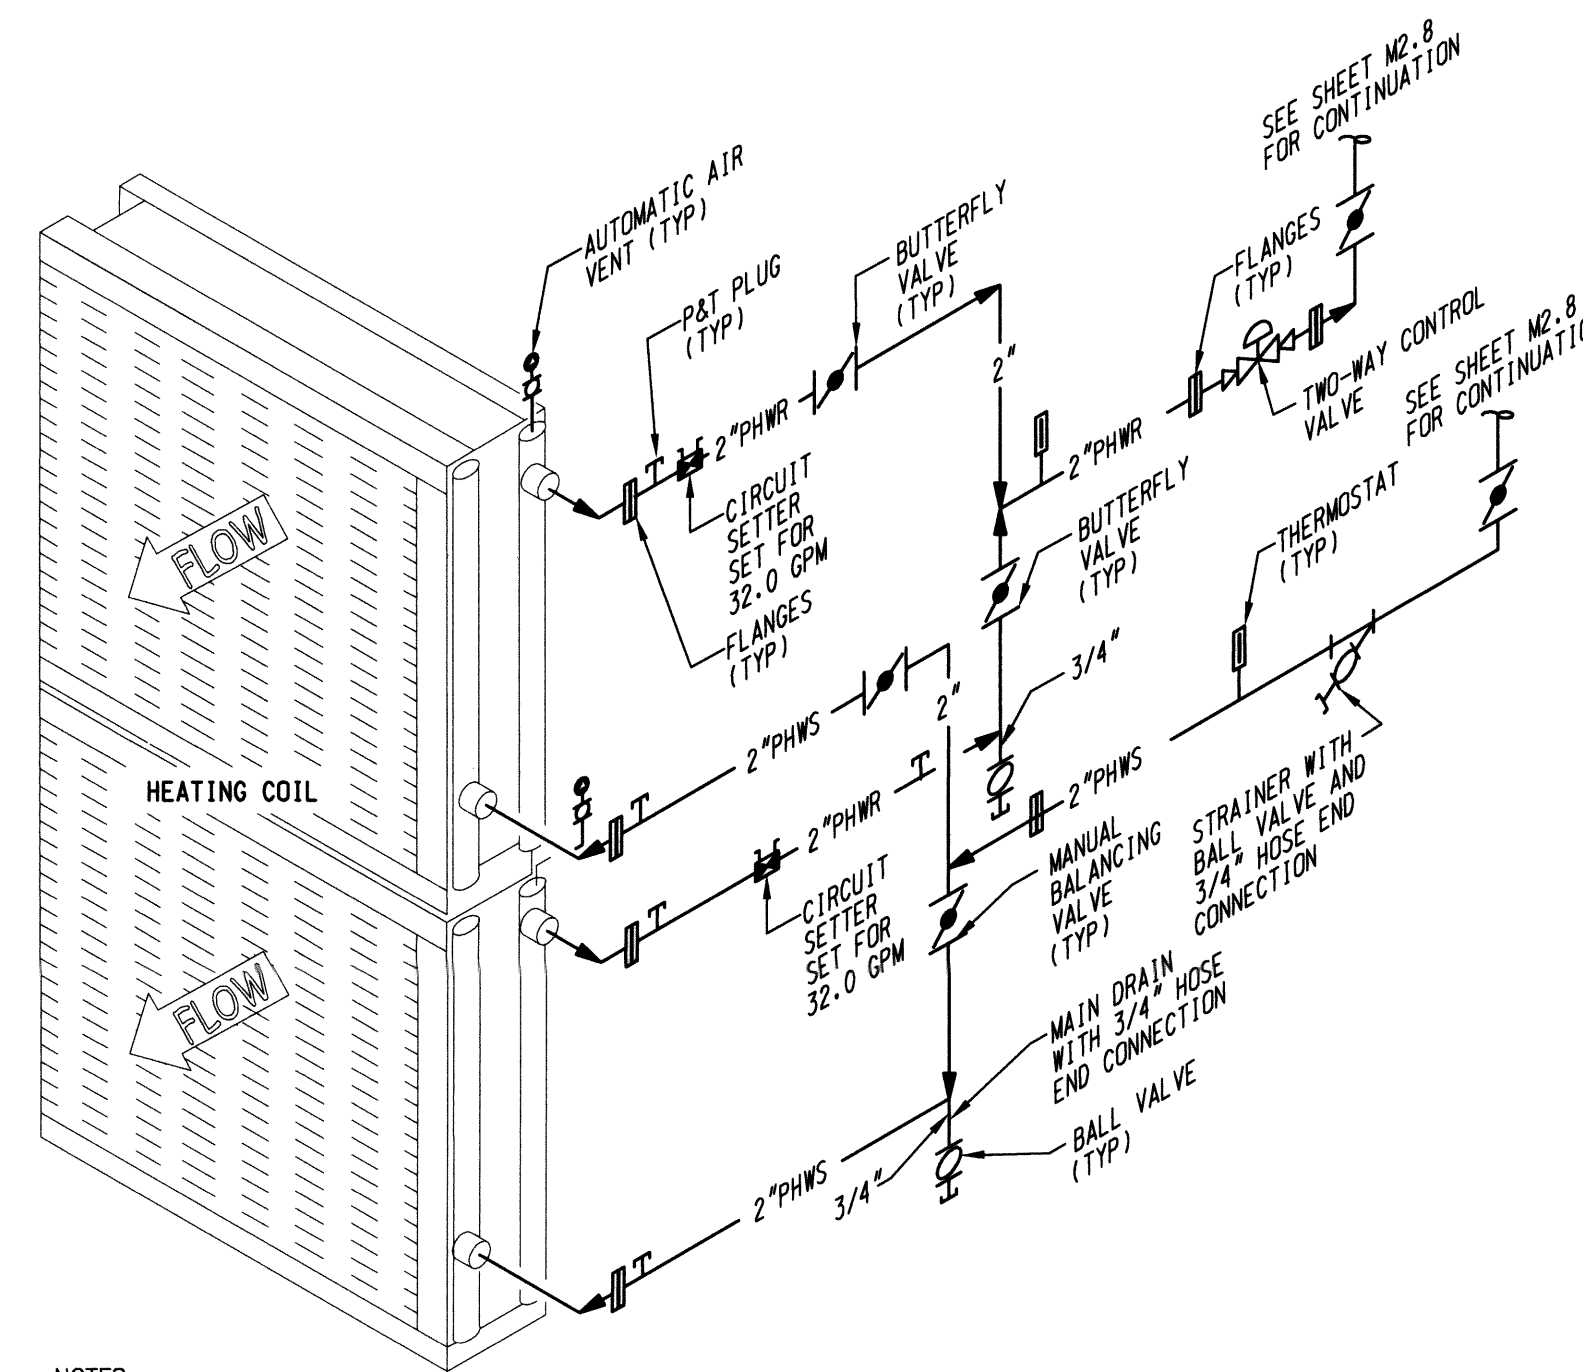 SEE SHEET M2.8
FOR CONTINUATION
AUTOMATIC AIR
VENT (TYP)
BUTTERFLY
VALVE
(TYP)
FLANGES
(TYP)
P&T PLUG
(TYP)
TWO-WAY CONTROL
VALVE
SEE SHEET M2.8
FOR CONTINUATIO
2"
2"PHWR
2"PHWR
FLOW
CIRCUIT
SETTER
SET FOR
32.0 GPM
BUTTERFLY
VALVE
(TYP)
THERMOSTAT
(TYP)
FLANGES
(TYP)
3/4"
2"
2"PHWS
HEATING COIL
2"PHWR
2"PHWS
STRAINER WITH
BALL VALVE AND
3/4" HOSE END
CONNECTION
MANUAL
BALANCING
VALVE
(TYP)
CIRCUIT
SETTER
SET FOR
32.0 GPM
FLOW
MAIN DRAIN
WITH 3/4" HOSE
END CONNECTION
BALL VALVE
(TYP)
2"PHWS
3/4"
NOTES